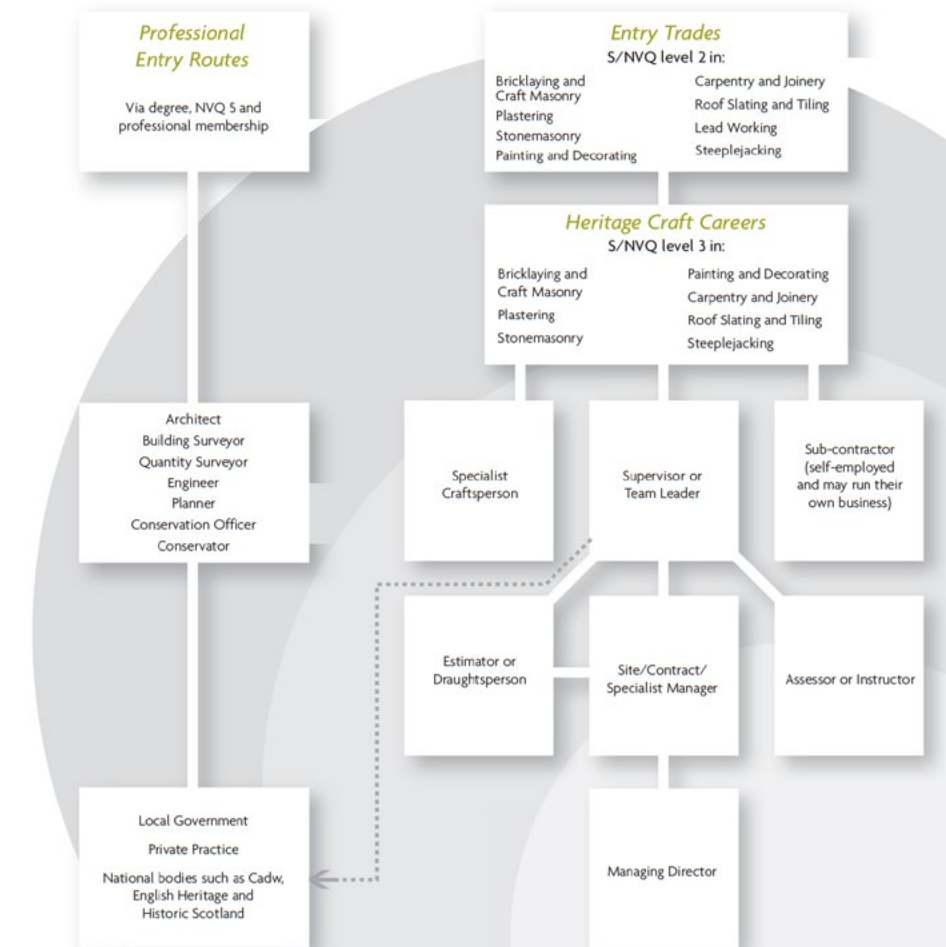 Professional
Entry Routes
Via degree, NVQ 5 and
professional membership
Entry Trades
S/NVQ level 2 in:
Bricklaying and
Craft Masonry
Plastering
Stonemasonry
Painting and Decorating
Carpentry and Joinery
Roof Slating and Tiling
Lead Working
Steeplejacking
Heritage Craft Careers
S/NVQ level 3 in:
Bricklaying and
Craft Masonry
Plastering
Stonemasonry
Painting and Decorating
Carpentry and Joinery
Roof Slating and Tiling
Steeplejacking
Architect
Building Surveyor
Quantity Surveyor
Engineer
Planner
Conservation Officer
Conservator
Specialist
Craftsperson
Supervisor or
Team Leader
Sub-contractor
(self-employed
and may run their
own business)
Estimator or
Draughtsperson
Site/Contract/
Specialist Manager
Assessor or Instructor
Local Government
Private Practice
National bodies such as Cadw,
English Heritage and
Historic Scotland
Managing Director